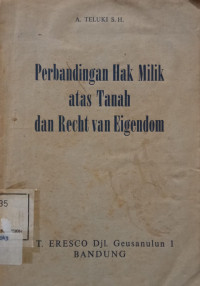 A. TELUKI S.H.
Perbandingan Hak Milik
atas Tanah
dan Recht van Eigendom
T. ERESCO Djl. Geusanulun 1
BANDUNG